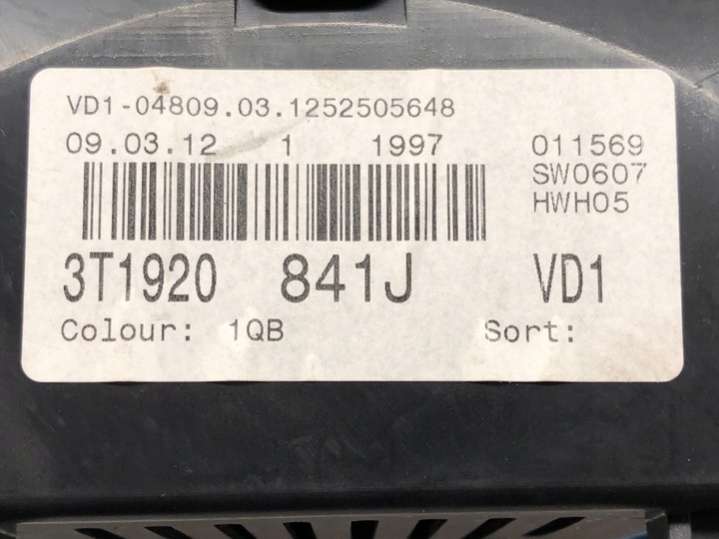 VD1-04809.03.1252505648
09.03.12 1 1997 011569
SW0607
HWH05
3T1920 841J VD1
Colour: 1QB Sort: